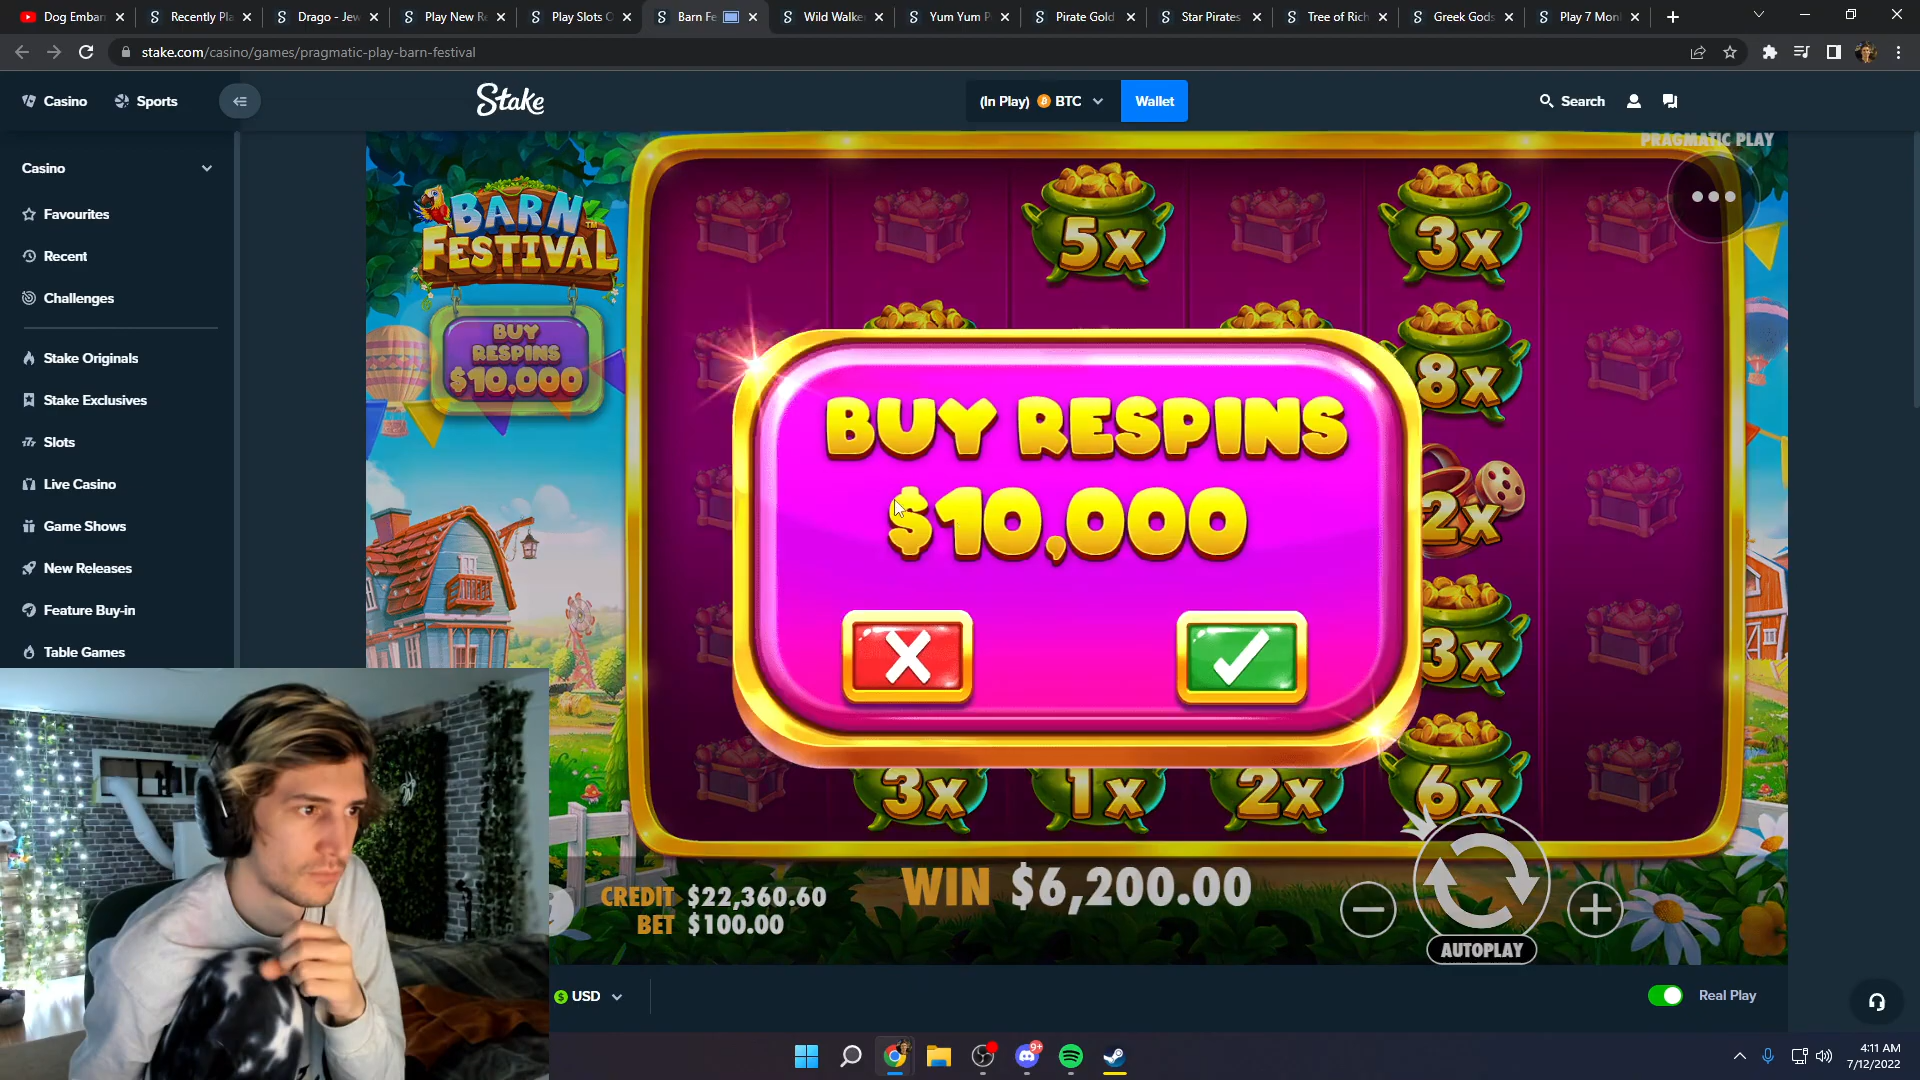 Dog Embar
Recently Pla
Drago - Jew
Play New Re
Play Slots O
Barn Fe
Wild Walke
Yum Yum P
Pirate Gold
Star Pirates
Tree of Rich
Greek Gods
Play 7 Monk
stake.com/casino/games/pragmatic-play-barn-festival
Casino
Sports
Stake
(In Play)
BTC
Wallet
Search
Casino
Favourites
Recent
Challenges
Stake Originals
Stake Exclusives
Slots
Live Casino
Game Shows
New Releases
Feature Buy-in
Table Games
PRAGMATIC PLAY
BARN
FESTIVAL™
BUY
RESPINS
$10,000
5x
3x
8x
2x
3x
3x
1x
2x
6x
BUY RESPINS
$10,000
CREDIT $22,360.60
BET $100.00
WIN $6,200.00
AUTOPLAY
USD
Real Play
9+
4:11 AM
7/12/2022